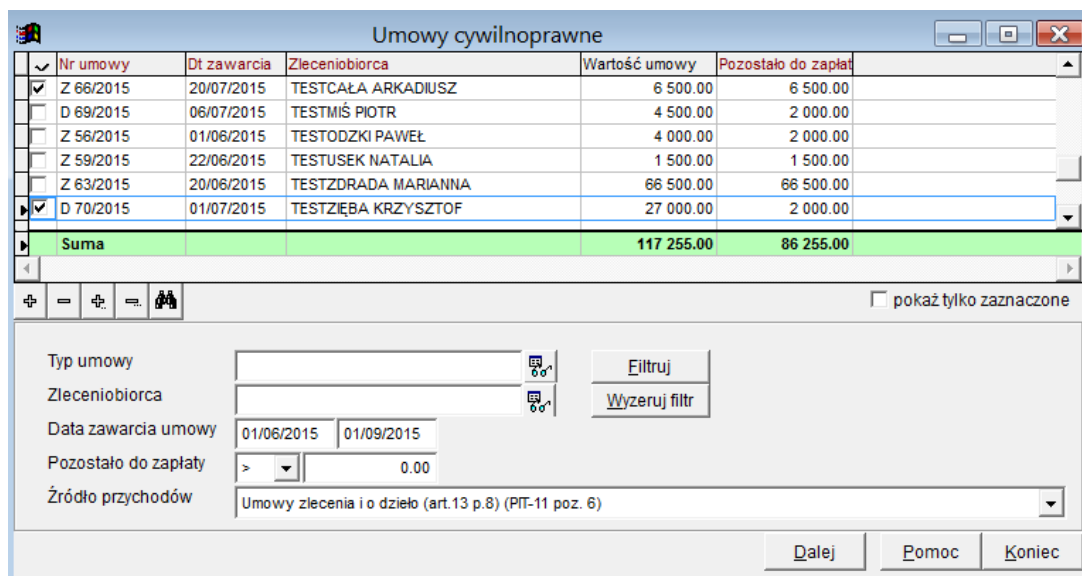 Umowy cywilnoprawne
Nr umowy Dt zawarcia Zleceniobiorca Wartość umowy Pozostało do zapłat
Z 66/2015 20/07/2015 TESTCAŁA ARKADIUSZ 6 500.00 6 500.00
D 69/2015 06/07/2015 TESTMIŚ PIOTR 4 500.00 2 000.00
Z 56/2015 01/06/2015 TESTODZKI PAWEŁ 4 000.00 2 000.00
Z 59/2015 22/06/2015 TESTUSEK NATALIA 1 500.00 1 500.00
Z 63/2015 20/06/2015 TESTZDRADA MARIANNA 66 500.00 66 500.00
D 70/2015 01/07/2015 TESTZIĘBA KRZYSZTOF 27 000.00 2 000.00
Suma 117 255.00 86 255.00
pokaż tylko zaznaczone
Typ umowy Filtruj
Zleceniobiorca Wyzeruj filtr
Data zawarcia umowy 01/06/2015 01/09/2015
Pozostało do zapłaty > 0.00
Źródło przychodów Umowy zlecenia i o dzieło (art.13 p.8) (PIT-11 poz. 6)
Dalej Pomoc Koniec